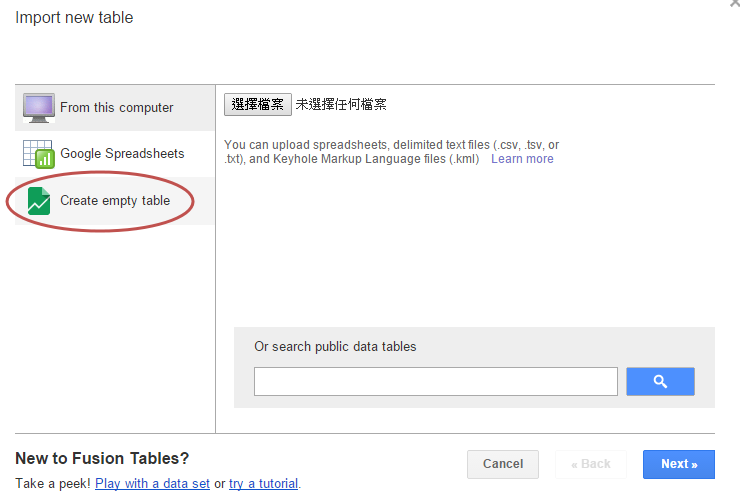 Import new table
From this computer
Google Spreadsheets
Create empty table
選擇檔案 未選擇任何檔案
You can upload spreadsheets, delimited text files (.csv, .tsv, or
.txt), and Keyhole Markup Language files (.kml) Learn more
Or search public data tables
New to Fusion Tables?
Take a peek! Play with a data set or try a tutorial.
Cancel
« Back
Next »